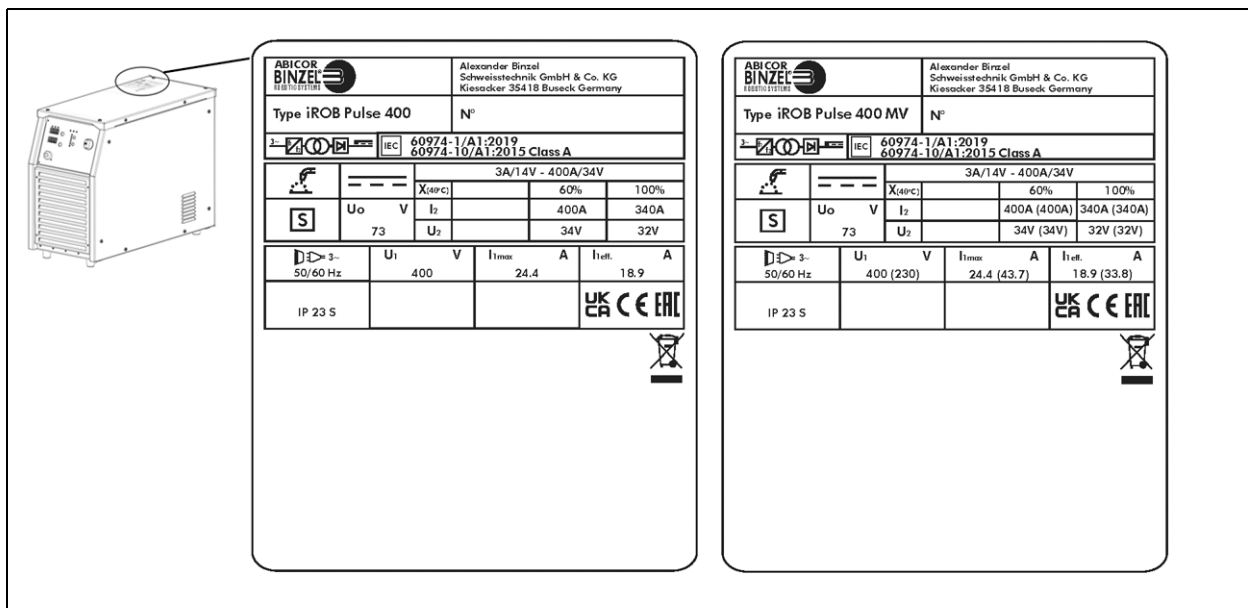 ABICOR
BINZEL®
ROBOTIC SYSTEMS
Alexander Binzel
Schweisstechnik GmbH & Co. KG
Kiesacker 35418 Buseck Germany
Type iROB Pulse 400
N°
3~
IEC
60974-1/A1:2019
60974-10/A1:2015 Class A
3A/14V - 400A/34V
X(40°C) 60% 100%
S
Uo V
73
I2 400A 340A
U2 34V 32V
3~
50/60 Hz
U1 V
400
I1max A
24.4
I1eff. A
18.9
IP 23 S
UK
CA CE EAC
ABICOR
BINZEL®
ROBOTIC SYSTEMS
Alexander Binzel
Schweisstechnik GmbH & Co. KG
Kiesacker 35418 Buseck Germany
Type iROB Pulse 400 MV
N°
3~
IEC
60974-1/A1:2019
60974-10/A1:2015 Class A
3A/14V - 400A/34V
X(40°C) 60% 100%
S
Uo V
73
I2 400A (400A) 340A (340A)
U2 34V (34V) 32V (32V)
3~
50/60 Hz
U1 V
400 (230)
I1max A
24.4 (43.7)
I1eff. A
18.9 (33.8)
IP 23 S
UK
CA CE EAC